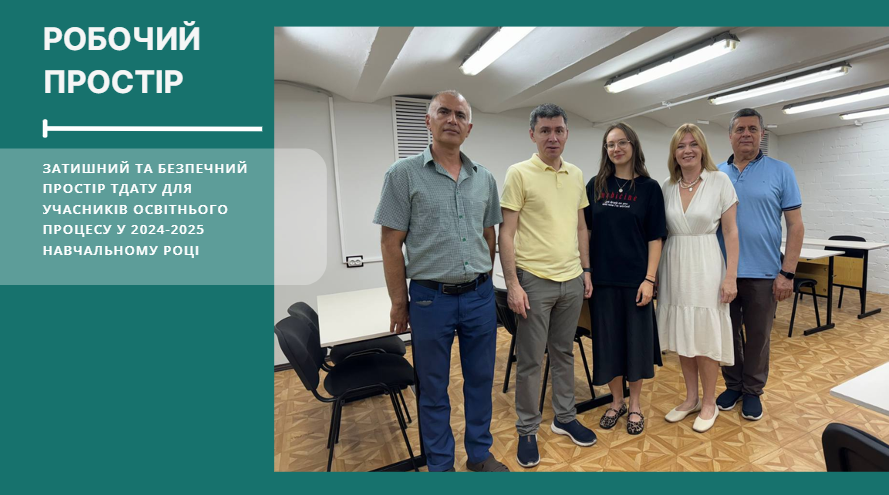 РОБОЧИЙ
ПРОСТІР
ЗАТИШНИЙ ТА БЕЗПЕЧНИЙ
ПРОСТІР ТДАТУ ДЛЯ
УЧАСНИКІВ ОСВІТНЬОГО
ПРОЦЕСУ У 2024-2025
НАВЧАЛЬНОМУ РОЦІ